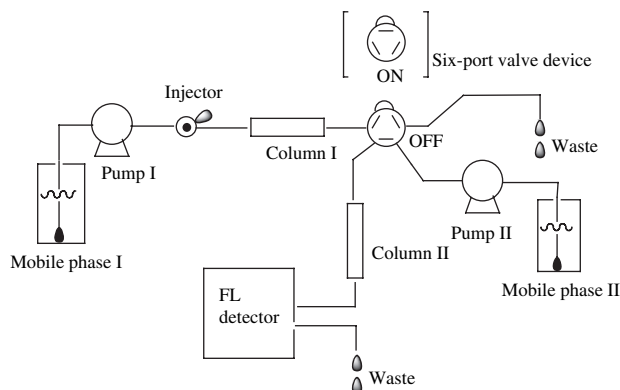 Six-port valve device
ON
Injector
OFF
Column I
Waste
Pump I
Pump II
Column II
Mobile phase I
Mobile phase II
FL
detector
Waste